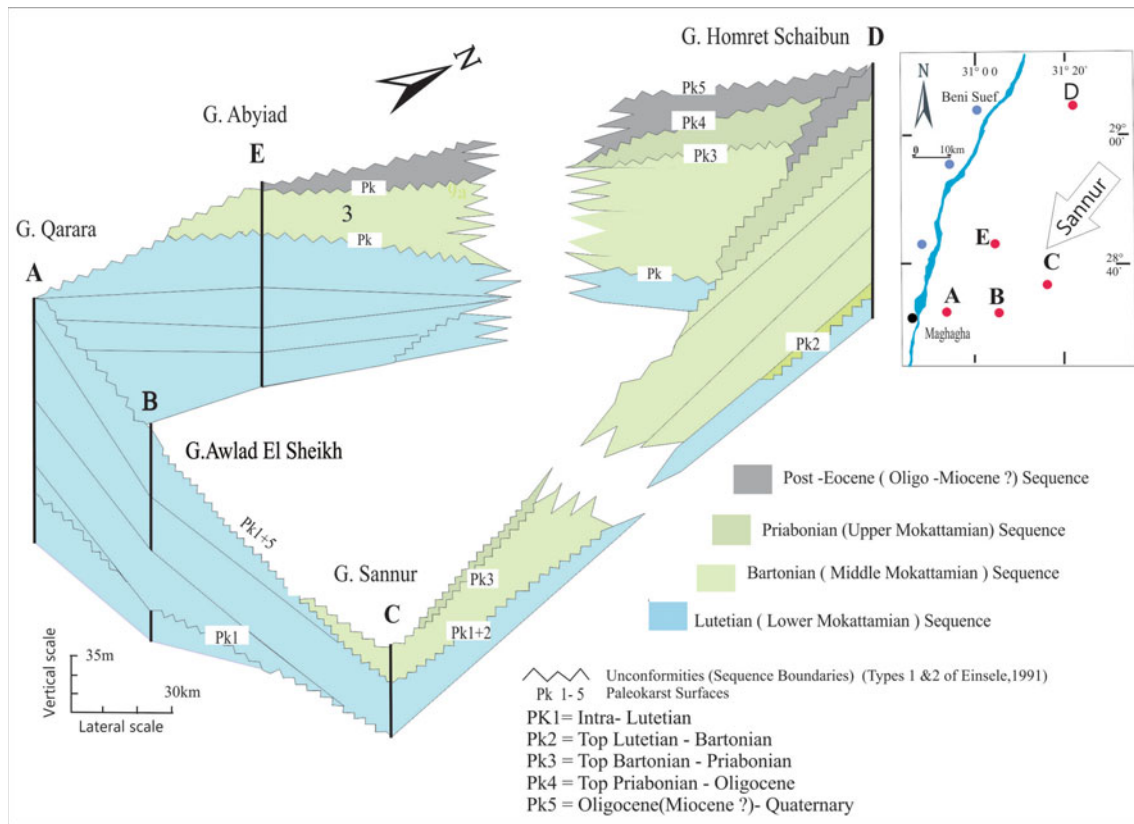 G. Homret Schaibun
D
N
Pk5
G. Abyiad
Pk4
E
Pk3
Pk
9a
3
G. Qarara
Pk
Pk
A
Pk2
B
G.Awlad El Sheikh
Pk1+5
G. Sannur
Pk3
C
Pk1+2
Pk1
35m
Vertical scale
30km
Lateral scale
31° 00
31° 20'
N
Beni Suef
D
29°
00'
0 10km
Sannur
E
C
28°
40'
A
B
Maghagha
Post -Eocene ( Oligo -Miocene ?) Sequence
Priabonian (Upper Mokattamian) Sequence
Bartonian ( Middle Mokattamian ) Sequence
Lutetian ( Lower Mokattamian ) Sequence
Unconformities (Sequence Boundaries) (Types 1 &2 of Einsele,1991)
Pk 1- 5 Paleokarst Surfaces
PK1= Intra- Lutetian
Pk2 = Top Lutetian - Bartonian
Pk3 = Top Bartonian - Priabonian
Pk4 = Top Priabonian - Oligocene
Pk5 = Oligocene(Miocene ?)- Quaternary